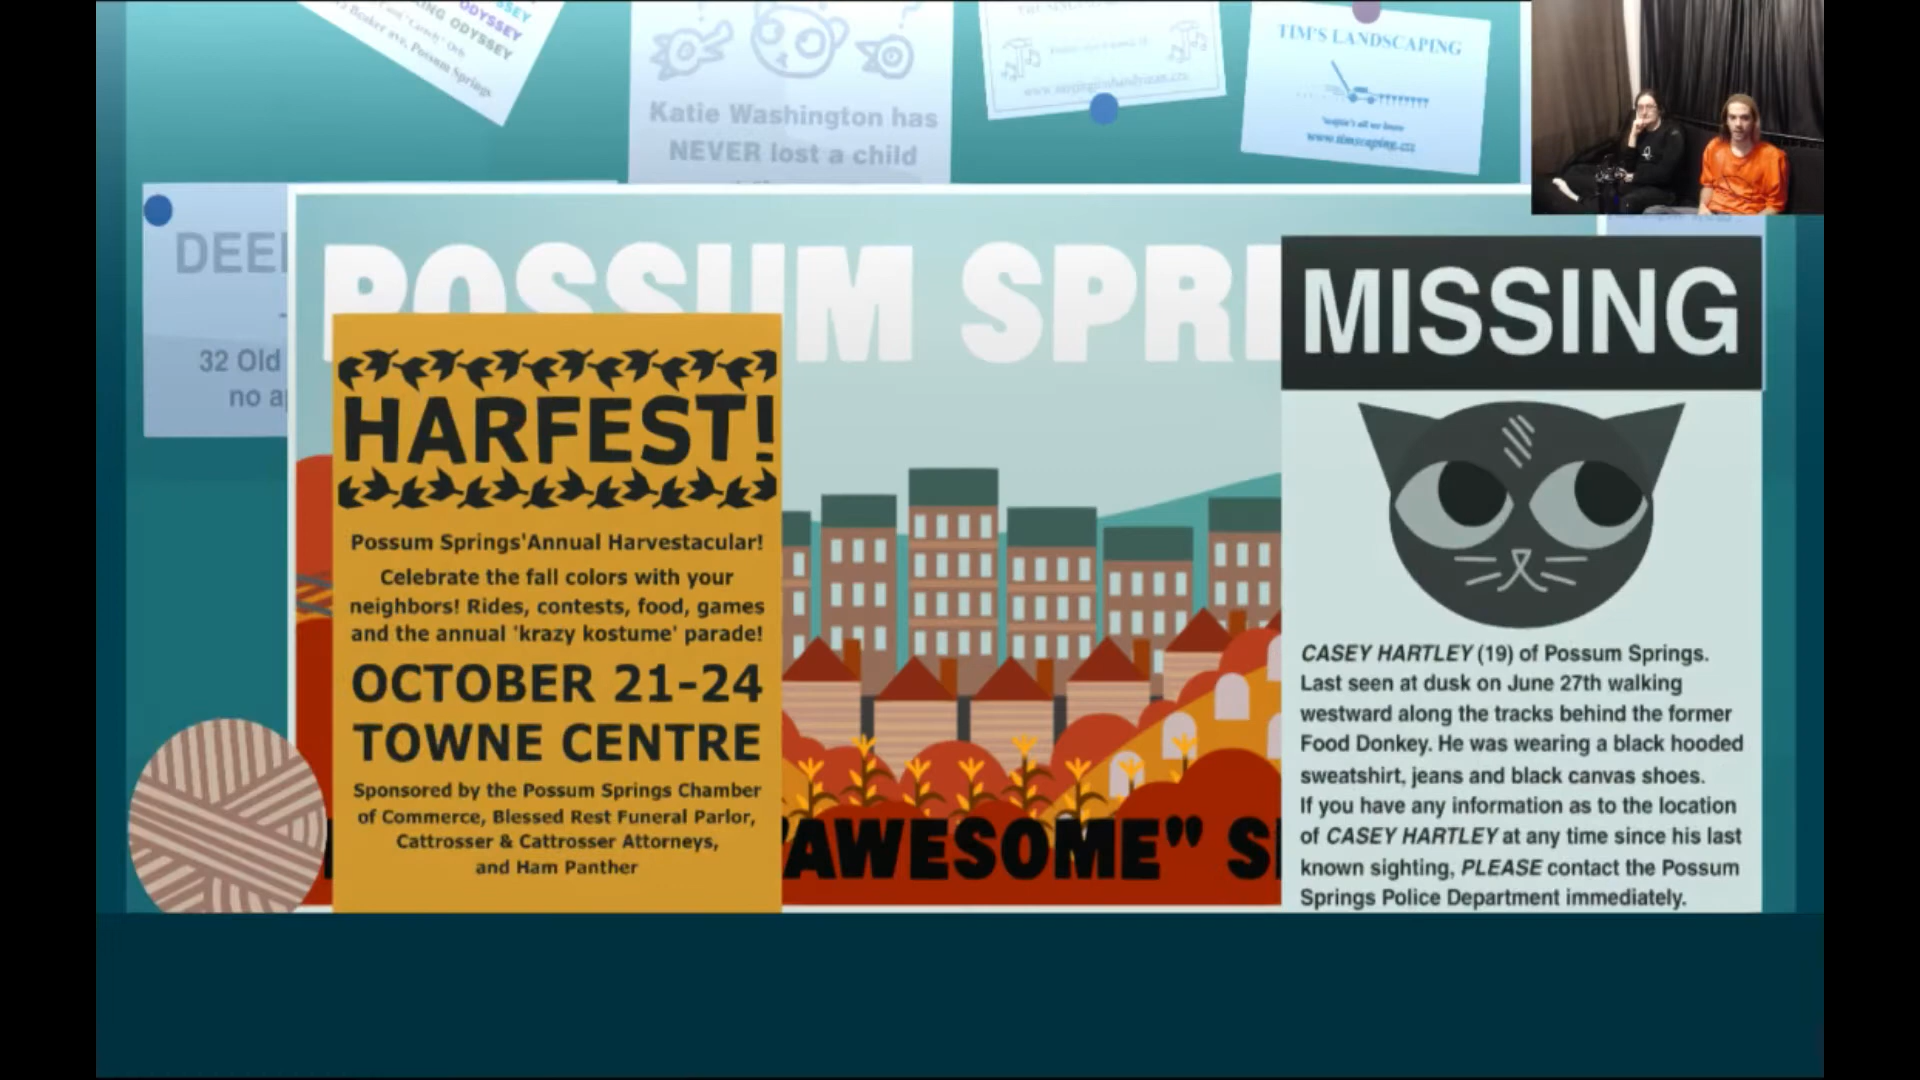 ODYSSEY
KING ODYSSEY
Possum Springs
Katie Washington has
NEVER lost a child
TIM'S LANDSCAPING
www.timscaping.czz
32 Old
POSSUM SPRI
HARFEST!
Possum Springs'Annual Harvestacular!
Celebrate the fall colors with your
neighbors! Rides, contests, food, games
and the annual 'krazy kostume' parade!
OCTOBER 21-24
TOWNE CENTRE
Sponsored by the Possum Springs Chamber
of Commerce, Blessed Rest Funeral Parlor,
Cattrosser & Cattrosser Attorneys,
and Ham Panther
"AWESOME"
MISSING
CASEY HARTLEY (19) of Possum Springs.
Last seen at dusk on June 27th walking
westward along the tracks behind the former
Food Donkey. He was wearing a black hooded
sweatshirt, jeans and black canvas shoes.
If you have any information as to the location
of CASEY HARTLEY at any time since his last
known sighting, PLEASE contact the Possum
Springs Police Department immediately.